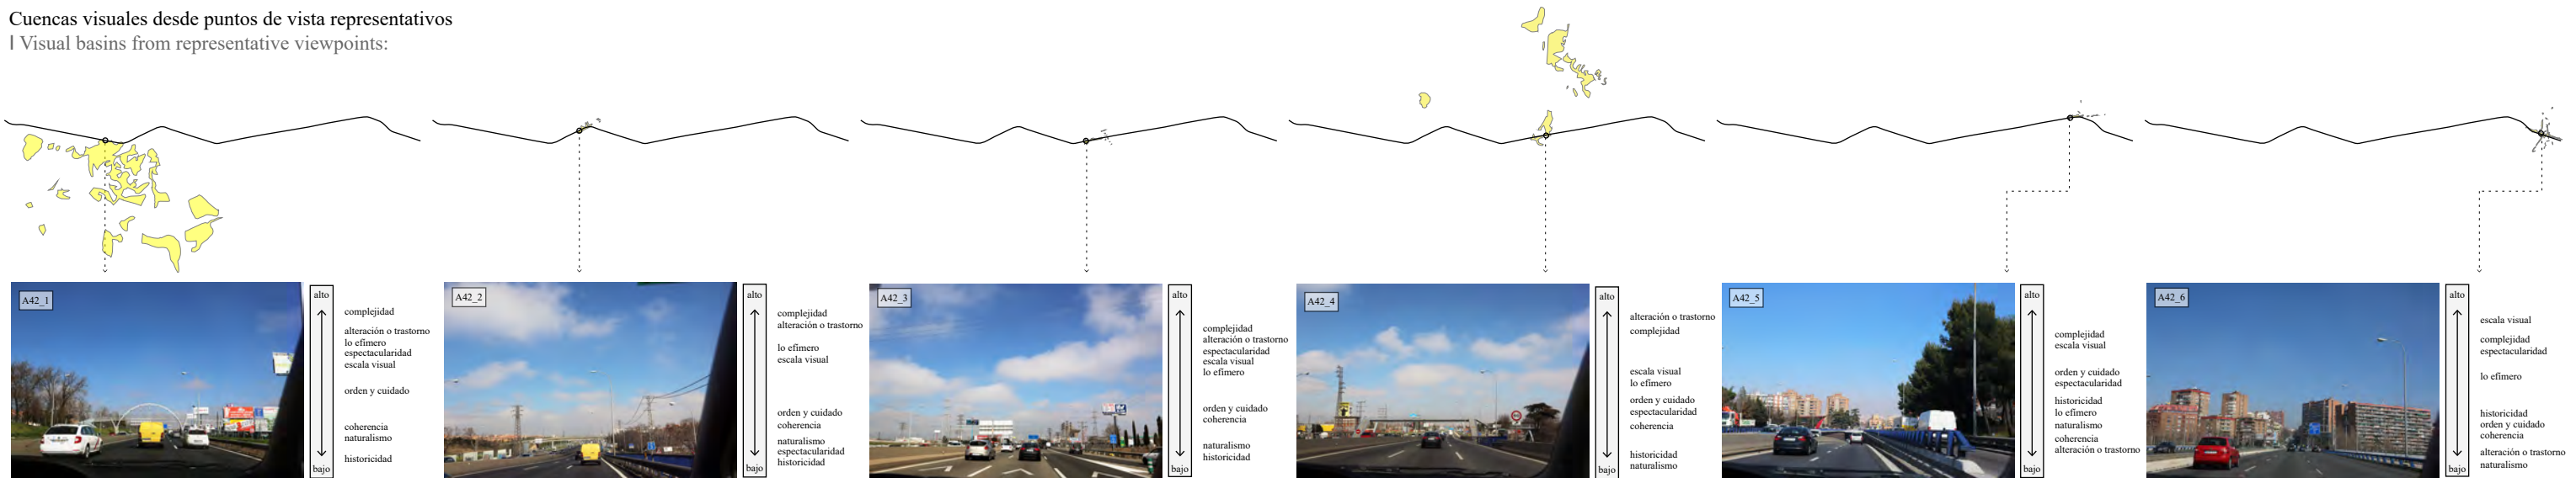 Cuencas visuales desde puntos de vista representativos
| Visual basins from representative viewpoints:
A42_1
alto
bajo
complejidad
alteración o trastorno
lo efímero
espectacularidad
escala visual
orden y cuidado
coherencia
naturalismo
historicidad
A42_2
alto
bajo
complejidad
alteración o trastorno
lo efímero
escala visual
orden y cuidado
coherencia
naturalismo
espectacularidad
historicidad
A42_3
alto
bajo
complejidad
alteración o trastorno
espectacularidad
escala visual
lo efímero
orden y cuidado
coherencia
naturalismo
historicidad
A42_4
alto
bajo
alteración o trastorno
complejidad
escala visual
lo efímero
orden y cuidado
espectacularidad
coherencia
historicidad
naturalismo
A42_5
alto
bajo
complejidad
escala visual
orden y cuidado
espectacularidad
historicidad
lo efímero
naturalismo
coherencia
alteración o trastorno
A42_6
alto
bajo
escala visual
complejidad
espectacularidad
lo efímero
historicidad
orden y cuidado
coherencia
alteración o trastorno
naturalismo